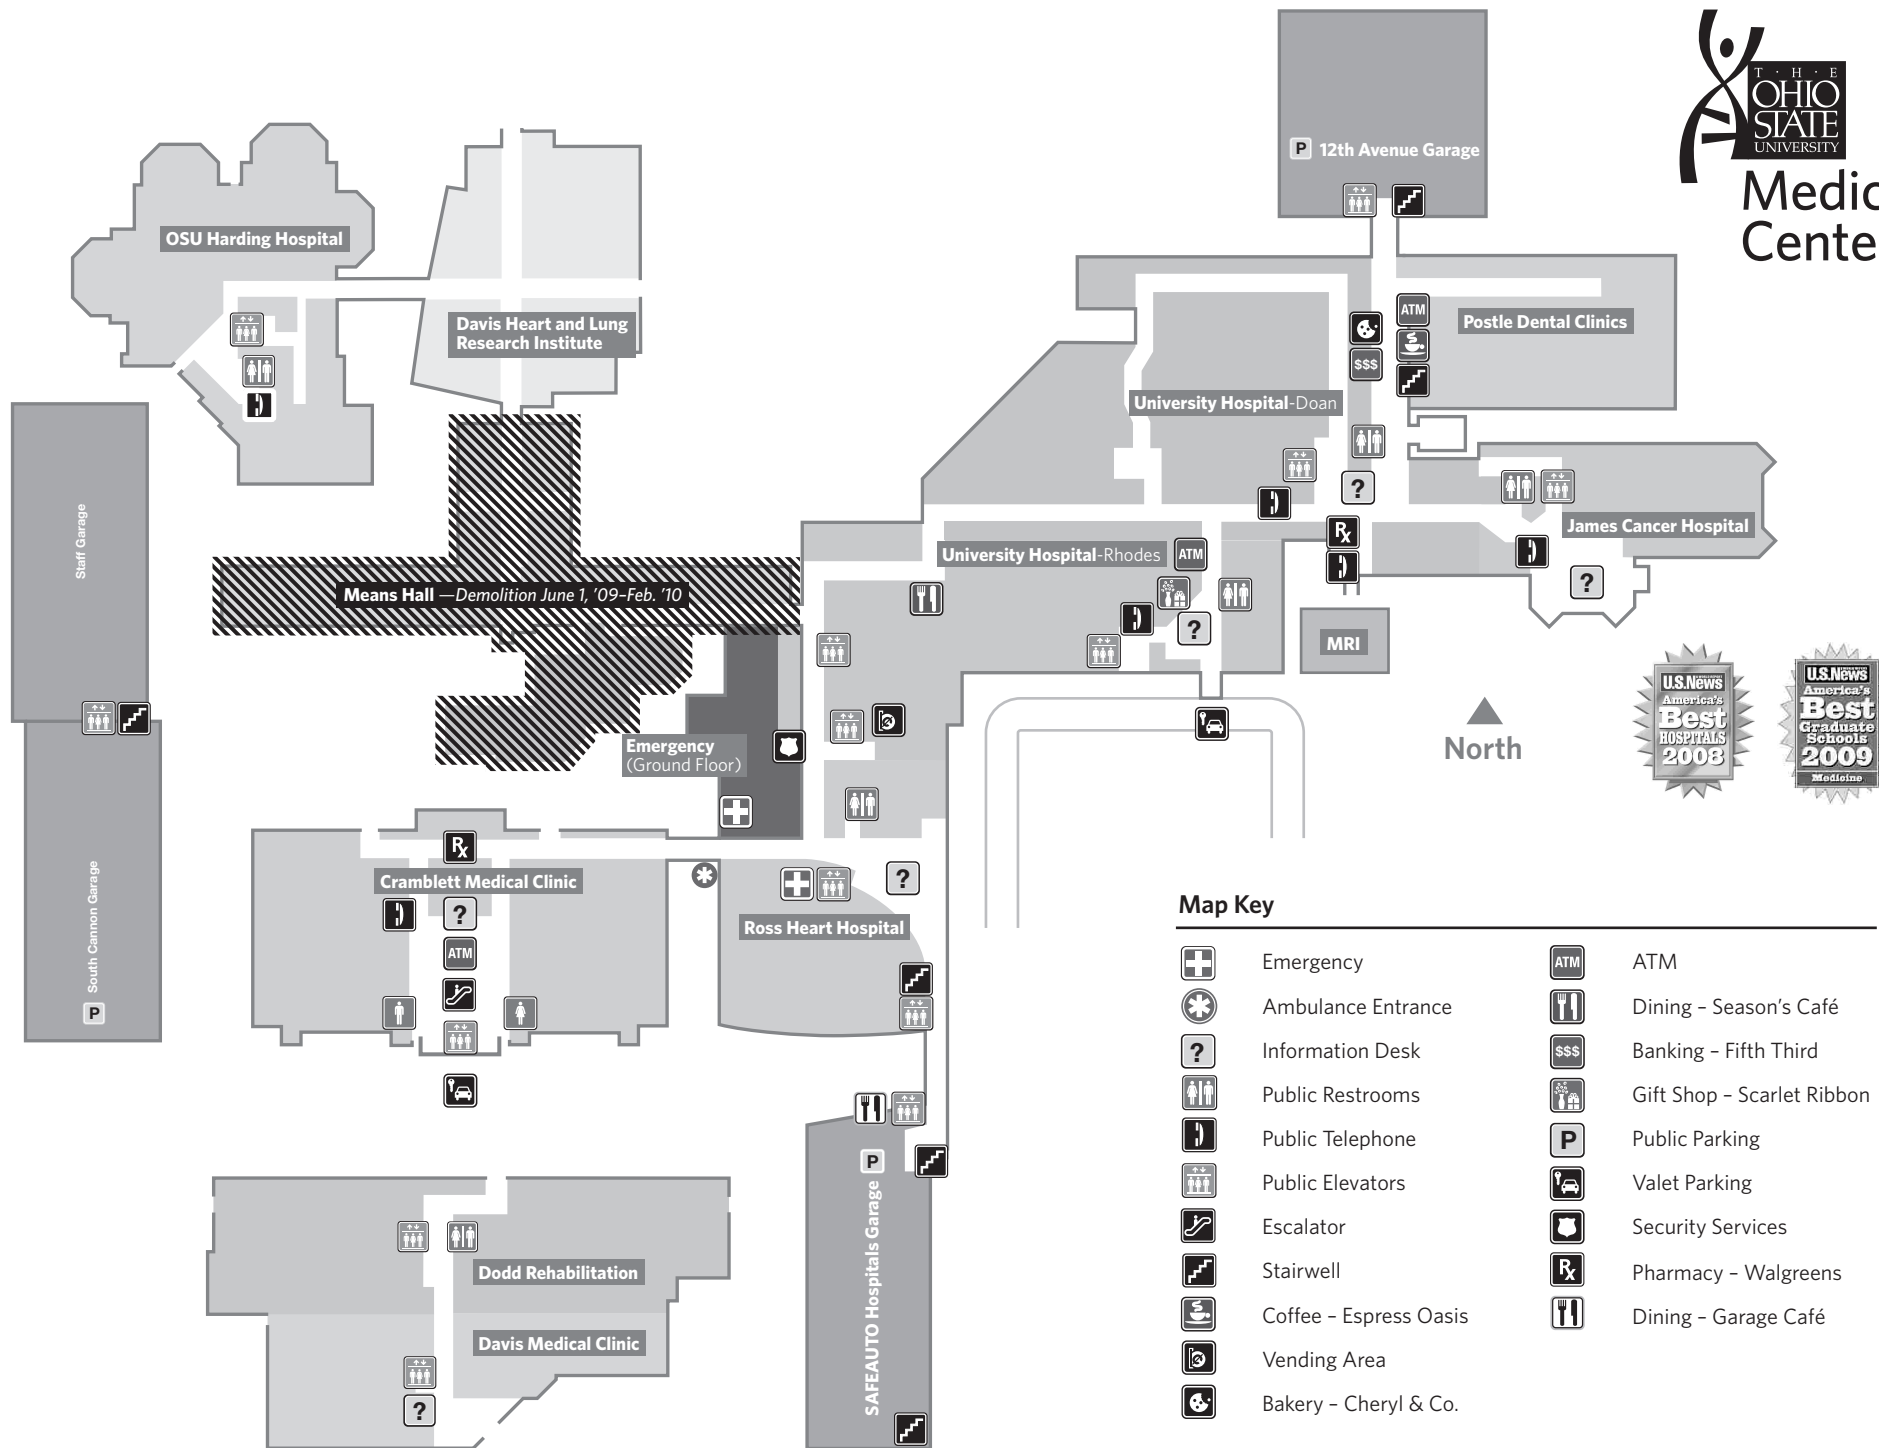 T · H · E
OHIO
STATE
UNIVERSITY
Medic
Cente
P 12th Avenue Garage
OSU Harding Hospital
Davis Heart and Lung
Research Institute
ATM
Postle Dental Clinics
$$$
University Hospital-Doan
?
Staff Garage
James Cancer Hospital
Rx
University Hospital-Rhodes ATM
?
Means Hall —Demolition June 1, ’09–Feb. ’10
?
MRI
U.S.News
America's
Best
HOSPITALS
2008
U.S.News
America's
Best
Graduate
Schools
2009
Medicine
North
Emergency
(Ground Floor)
Rx
Cramblett Medical Clinic
?
?
ATM
Ross Heart Hospital
South Cannon Garage
P
P
SAFEAUTO Hospitals Garage
Dodd Rehabilitation
Davis Medical Clinic
?
Map Key
Emergency
Ambulance Entrance
? Information Desk
Public Restrooms
Public Telephone
Public Elevators
Escalator
Stairwell
Coffee – Espress Oasis
Vending Area
Bakery – Cheryl & Co.
ATM ATM
Dining – Season’s Café
$$$ Banking – Fifth Third
Gift Shop – Scarlet Ribbon
P Public Parking
Valet Parking
Security Services
Rx Pharmacy – Walgreens
Dining – Garage Café